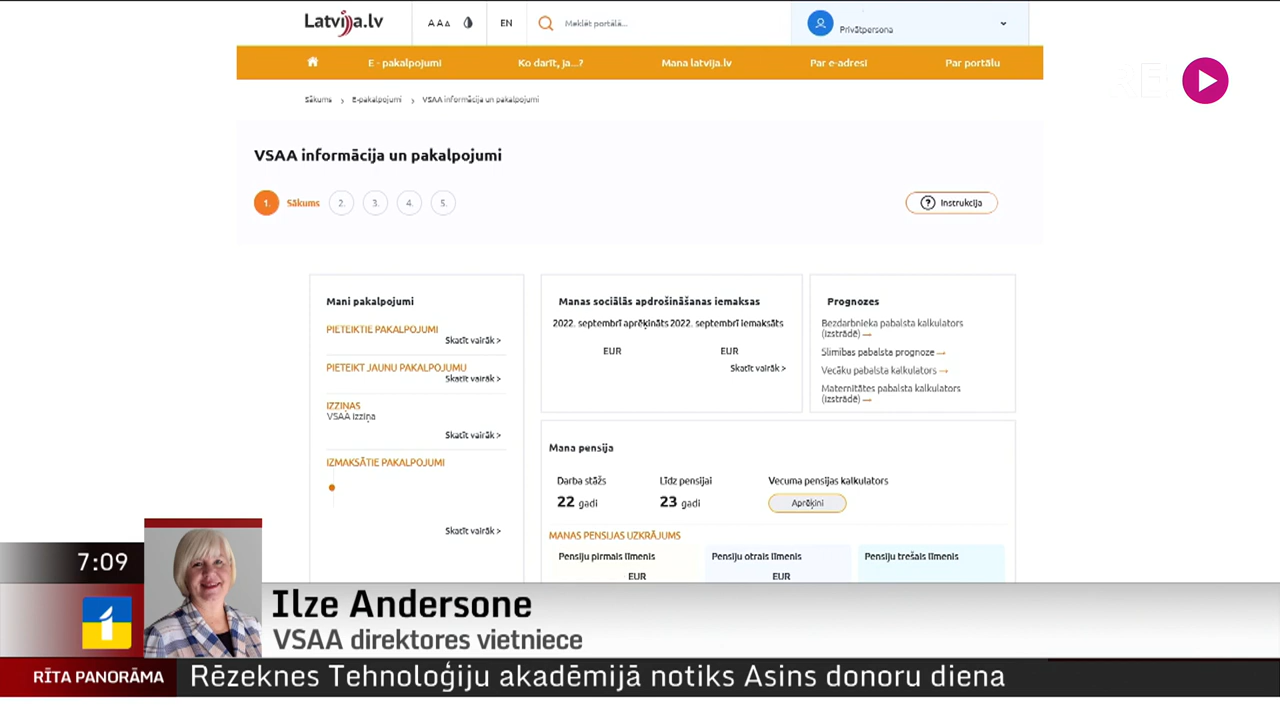 Latvija.lv
A A A
EN
Meklēt portālā...
Privātpersona
E - pakalpojumi
Ko darīt, ja...?
Mana latvija.lv
Par e-adresi
Par portālu
RE
Sākums
E-pakalpojumi
VSAA informācija un pakalpojumi
VSAA informācija un pakalpojumi
1.
Sākums
2.
3.
4.
5.
Instrukcija
Mani pakalpojumi
PIETEIKTIE PAKALPOJUMI
Skatīt vairāk >
PIETEIKT JAUNU PAKALPOJUMU
Skatīt vairāk >
IZZIŅAS
VSAA izziņa
Skatīt vairāk >
IZMAKSĀTIE PAKALPOJUMI
Skatīt vairāk >
Manas sociālās apdrošināšanas iemaksas
2022. septembrī aprēķināts 2022. septembrī iemaksāts
EUR
EUR
Skatīt vairāk >
Prognozes
Bezdarbnieka pabalsta kalkulators
(izstrādē)
Slimības pabalsta prognoze
Vecāku pabalsta kalkulators
Maternitātes pabalsta kalkulators
(izstrādē)
Mana pensija
Darba stāžs
22 gadi
Līdz pensijai
23 gadi
Vecuma pensijas kalkulators
Aprēķini
MANAS PENSIJAS UZKRĀJUMS
Pensiju pirmais līmenis
EUR
Pensiju otrais līmenis
EUR
Pensiju trešais līmenis
7:09
1
Ilze Andersone
VSAA direktores vietniece
RĪTA PANORĀMA
Rēzeknes Tehnoloģiju akadēmijā notiks Asins donoru diena